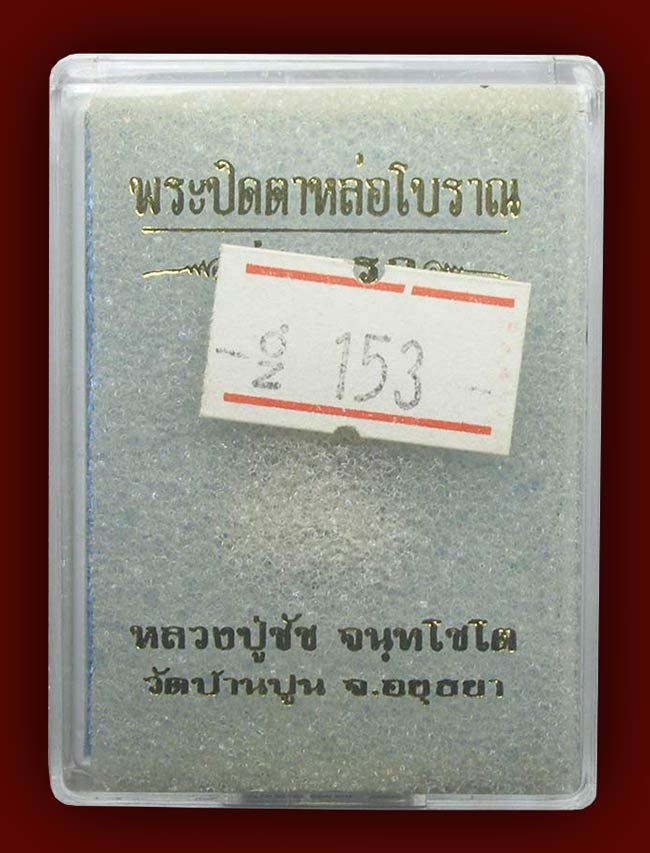 พระปิดตาหล่อโบราณ
No. 153
หลวงปู่ชัช จนฺทโชโต
วัดบ้านปูน จ.อยุธยา